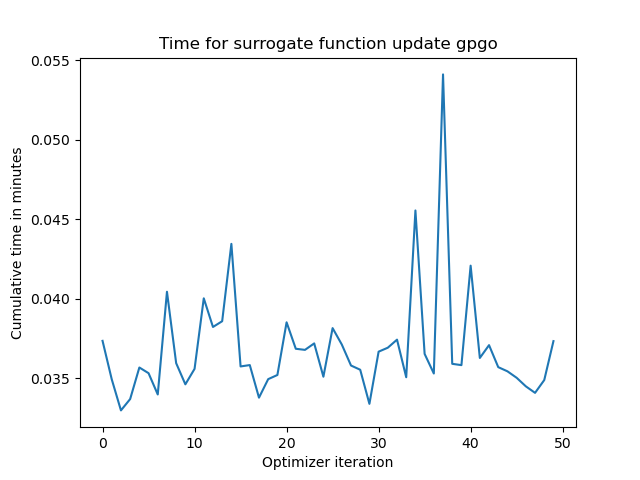 Time for surrogate function update gpgo
0.055
0.050
0.045
0.040
0.035
Cumulative time in minutes
0 10 20 30 40 50
Optimizer iteration